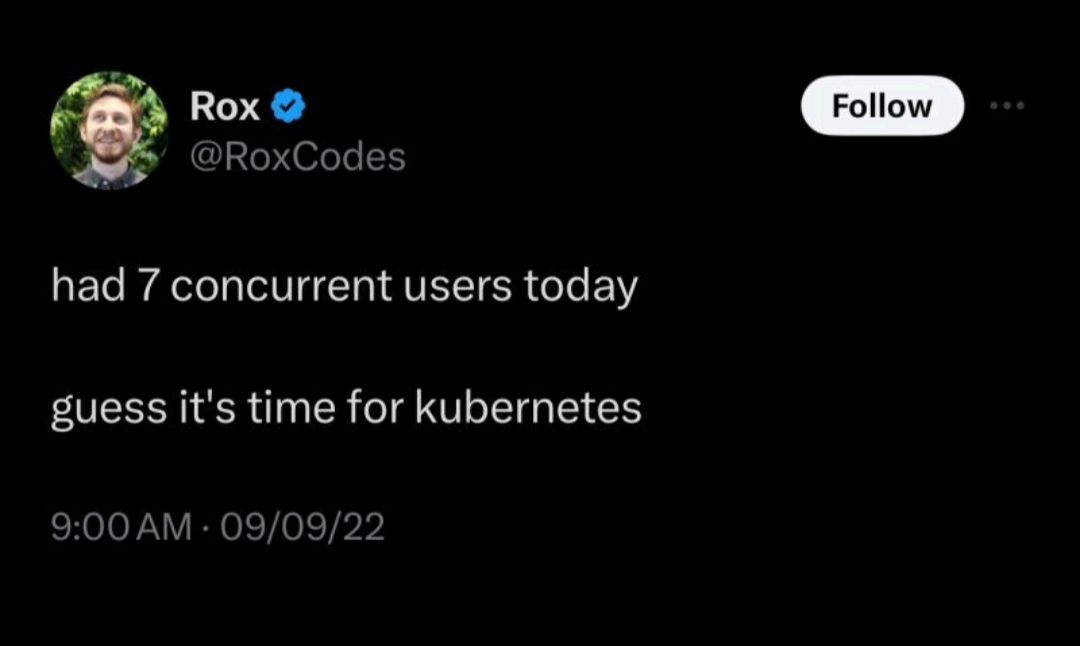 Rox
Follow
@RoxCodes
had 7 concurrent users today
guess it's time for kubernetes
9:00 AM · 09/09/22